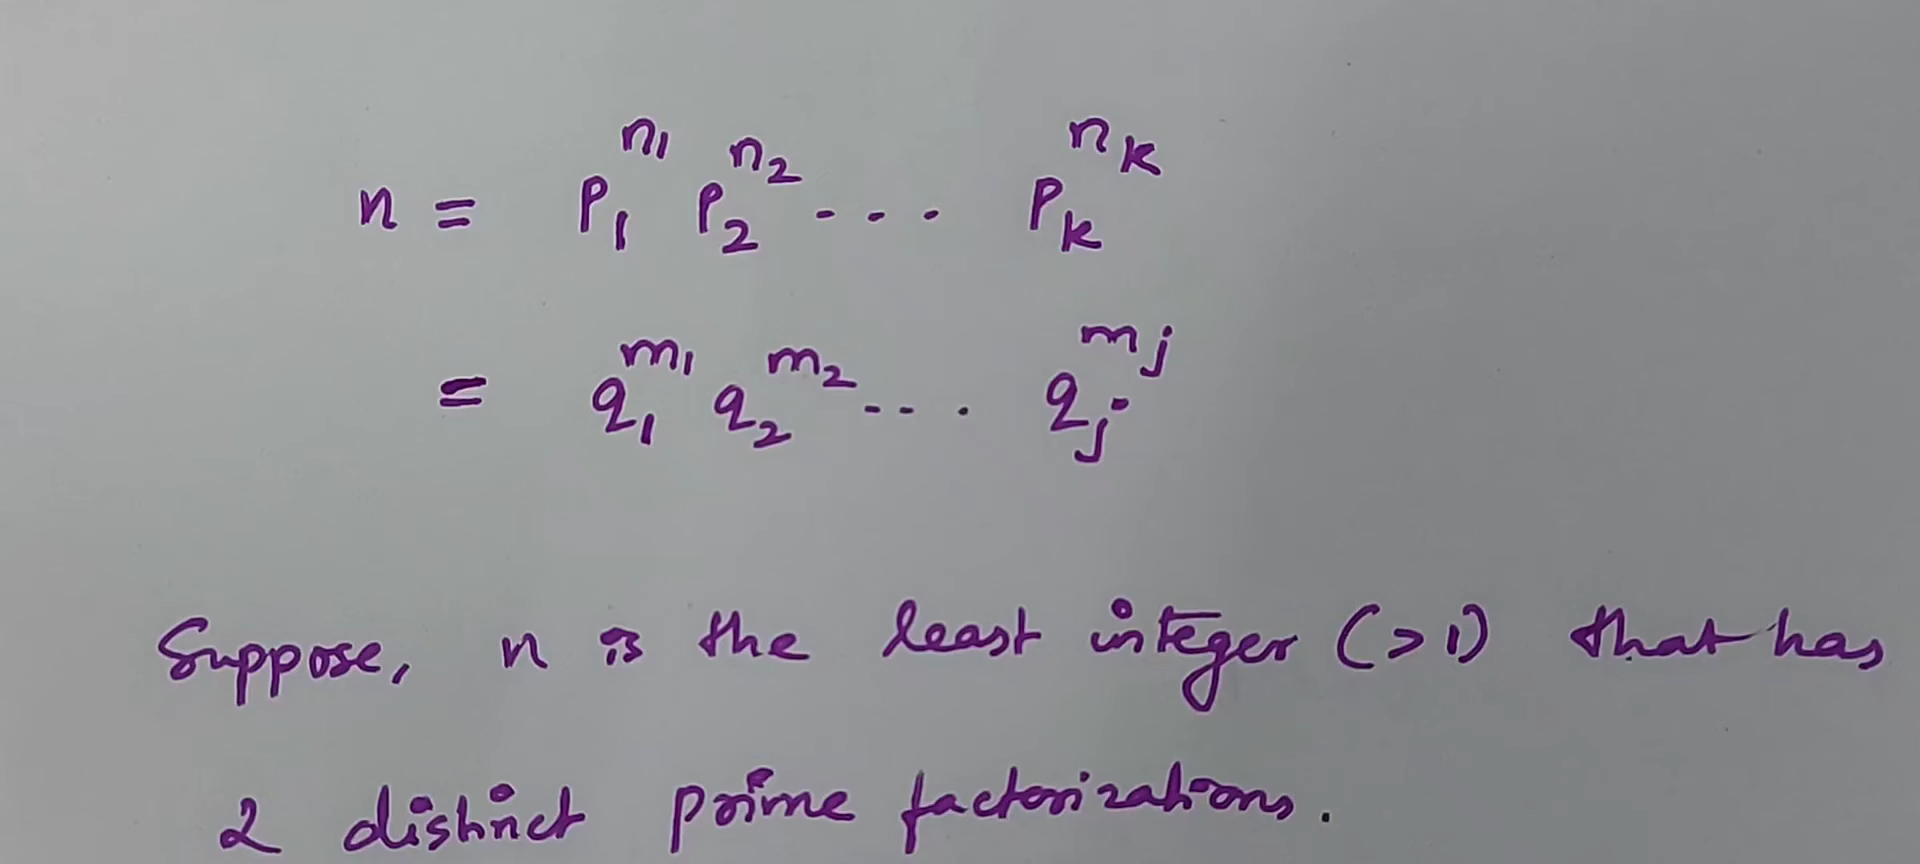 n = p₁^n₁ p₂^n₂ ---- p_k^n_k
= q₁^m₁ q₂^m₂ ---- q_j^m_j
Suppose, n is the least integer (>1) that has
2 distinct prime factorizations.